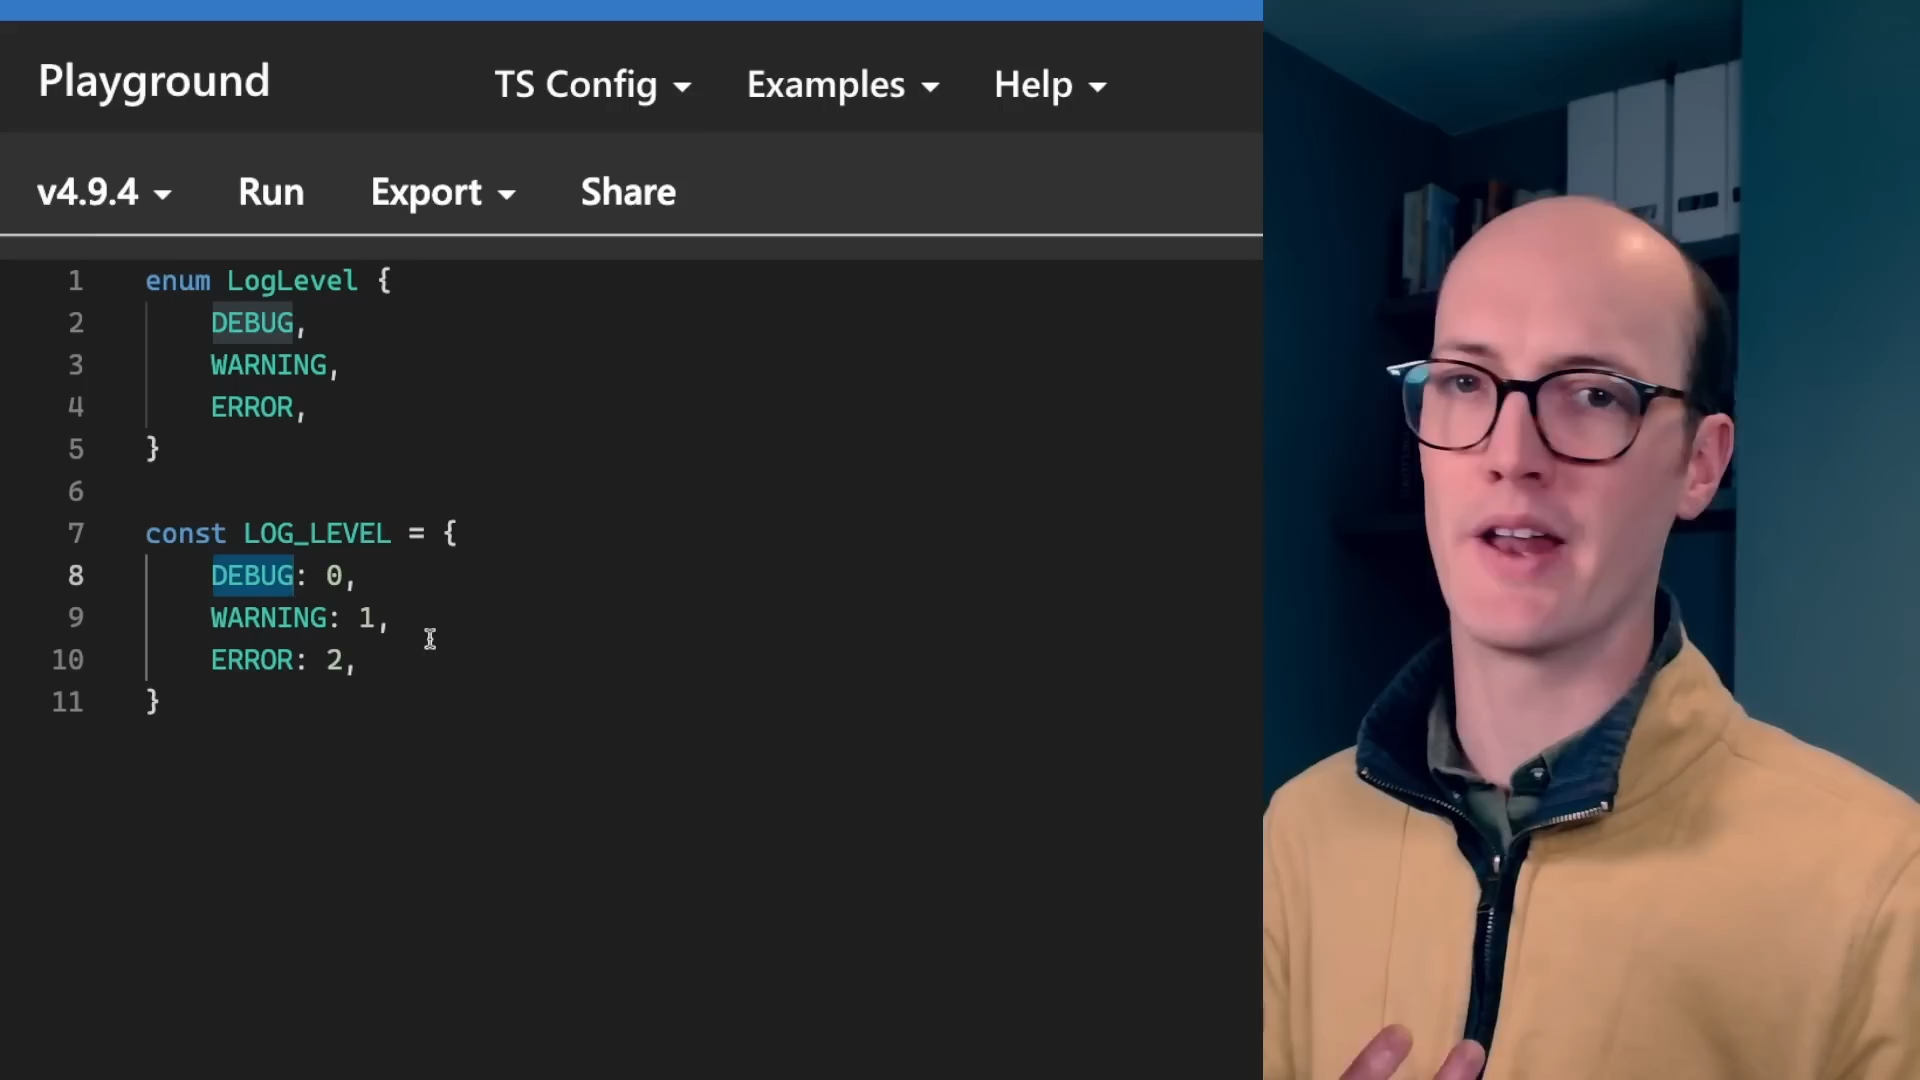 Playground TS Config Examples Help
v4.9.4 Run Export Share
1 enum LogLevel {
2 DEBUG,
3 WARNING,
4 ERROR,
5 }
6
7 const LOG_LEVEL = {
8 DEBUG: 0,
9 WARNING: 1,
10 ERROR: 2,
11 }